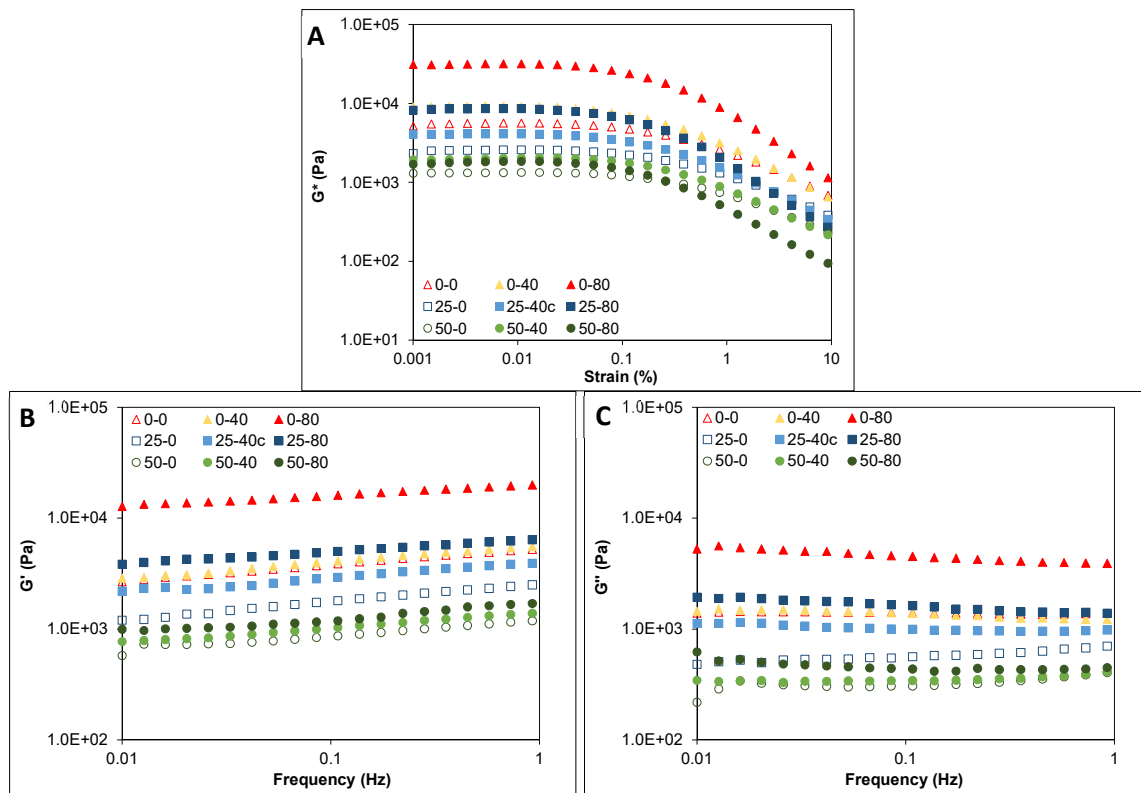 A
1.0E+05
1.0E+04
1.0E+03
1.0E+02
1.0E+01
G* (Pa)
0-0 0-40 0-80
25-0 25-40c 25-80
50-0 50-40 50-80
0.001 0.01 0.1 1 10
Strain (%)
B
1.0E+05
1.0E+04
1.0E+03
1.0E+02
G' (Pa)
0-0 0-40 0-80
25-0 25-40c 25-80
50-0 50-40 50-80
0.01 0.1 1
Frequency (Hz)
C
1.0E+05
1.0E+04
1.0E+03
1.0E+02
G'' (Pa)
0-0 0-40 0-80
25-0 25-40c 25-80
50-0 50-40 50-80
0.01 0.1 1
Frequency (Hz)